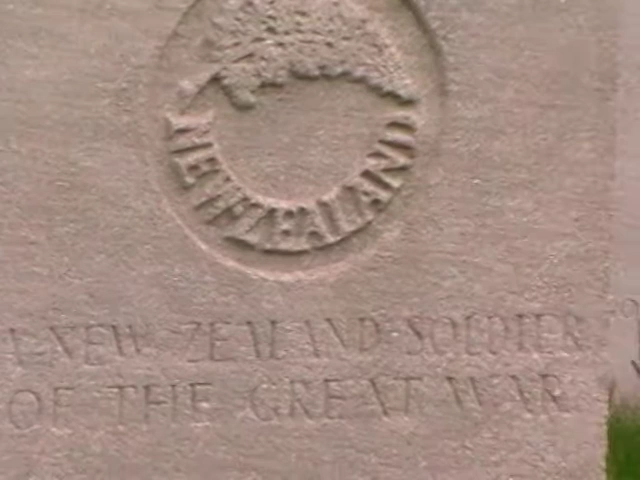 NEW ZEALAND
A NEW ZEALAND SOLDIER
OF THE GREAT WAR